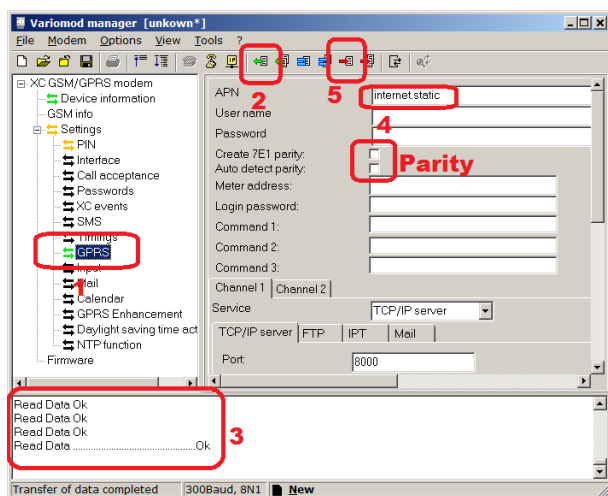 Variomod manager [unkown*]
File Modem Options View Tools ?
2
5
XC GSM/GPRS modem
Device information
GSM info
Settings
PIN
Interface
Call acceptance
Passwords
XC events
SMS
Timings
GPRS
Input
1
Mail
Calendar
GPRS Enhancement
Daylight saving time act
NTP function
Firmware
APN
internet.static
User name
4
Password
Create 7E1 parity:
Auto detect parity:
Parity
Meter address:
Login password:
Command 1:
Command 2:
Command 3:
Channel 1 Channel 2
Service TCP/IP server
TCP/IP server FTP IPT Mail
Port: 8000
Read Data Ok
Read Data Ok
Read Data Ok
Read Data ..........................................Ok
3
Transfer of data completed 300Baud, 8N1 New